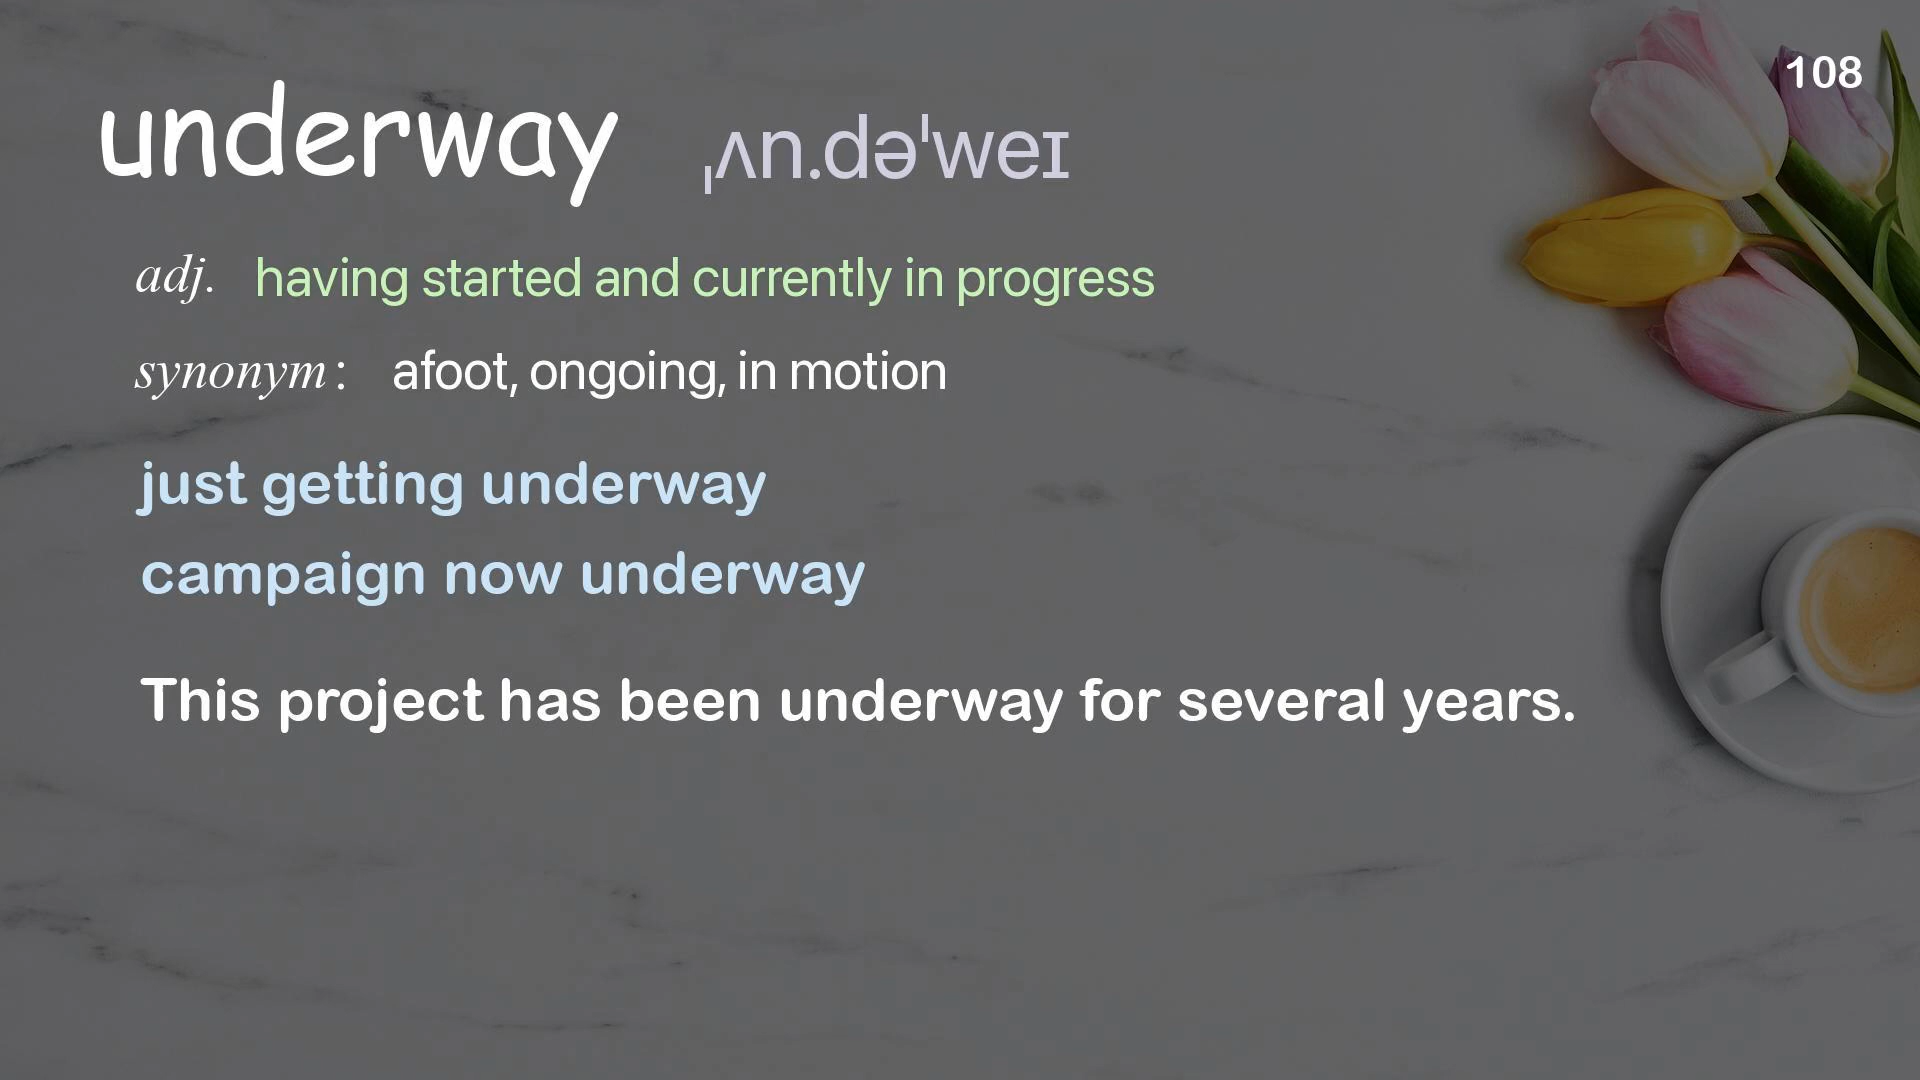 108
underway ˌʌn.dəˈweɪ
adj. having started and currently in progress
synonym: afoot, ongoing, in motion
just getting underway
campaign now underway
This project has been underway for several years.